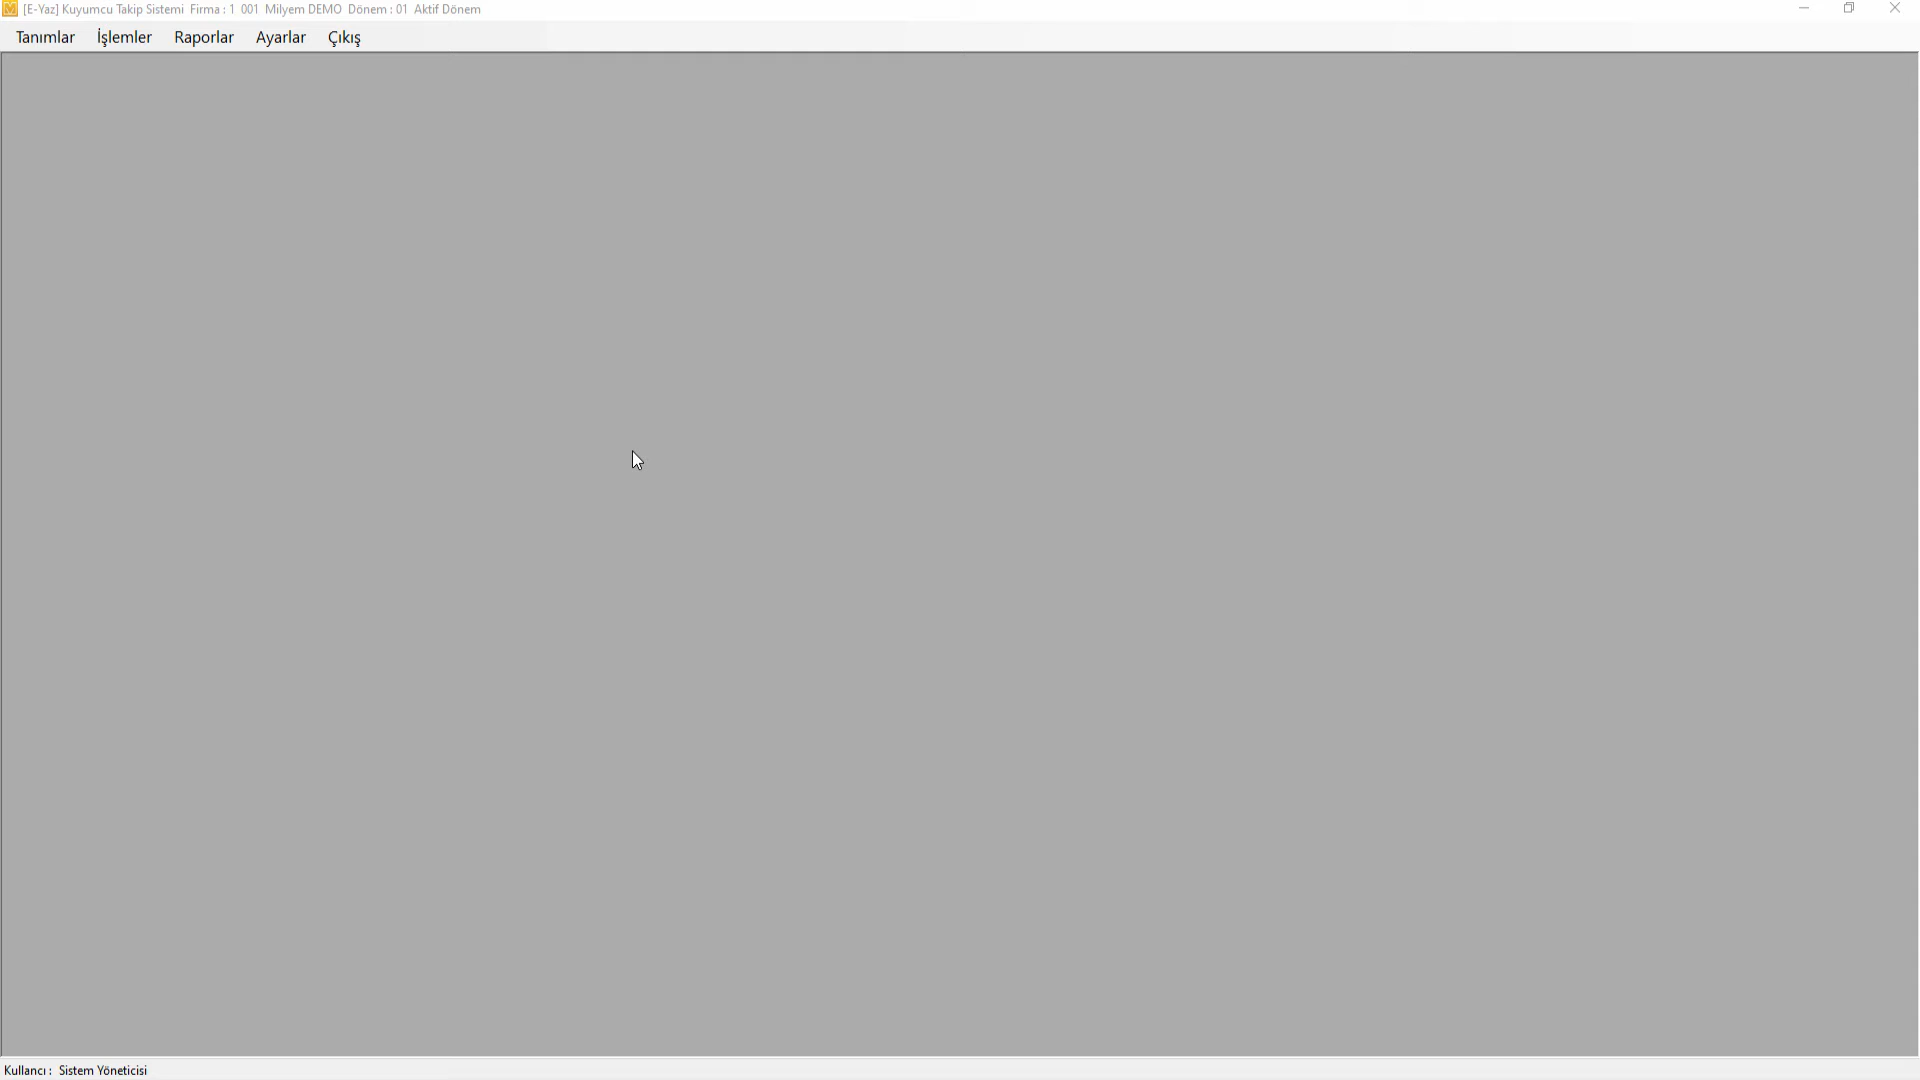 [E-Yaz] Kuyumcu Takip Sistemi  Firma : 1  001  Milyem DEMO  Dönem : 01  Aktif Dönem
Tanımlar İşlemler Raporlar Ayarlar Çıkış
Kullanıcı : Sistem Yöneticisi